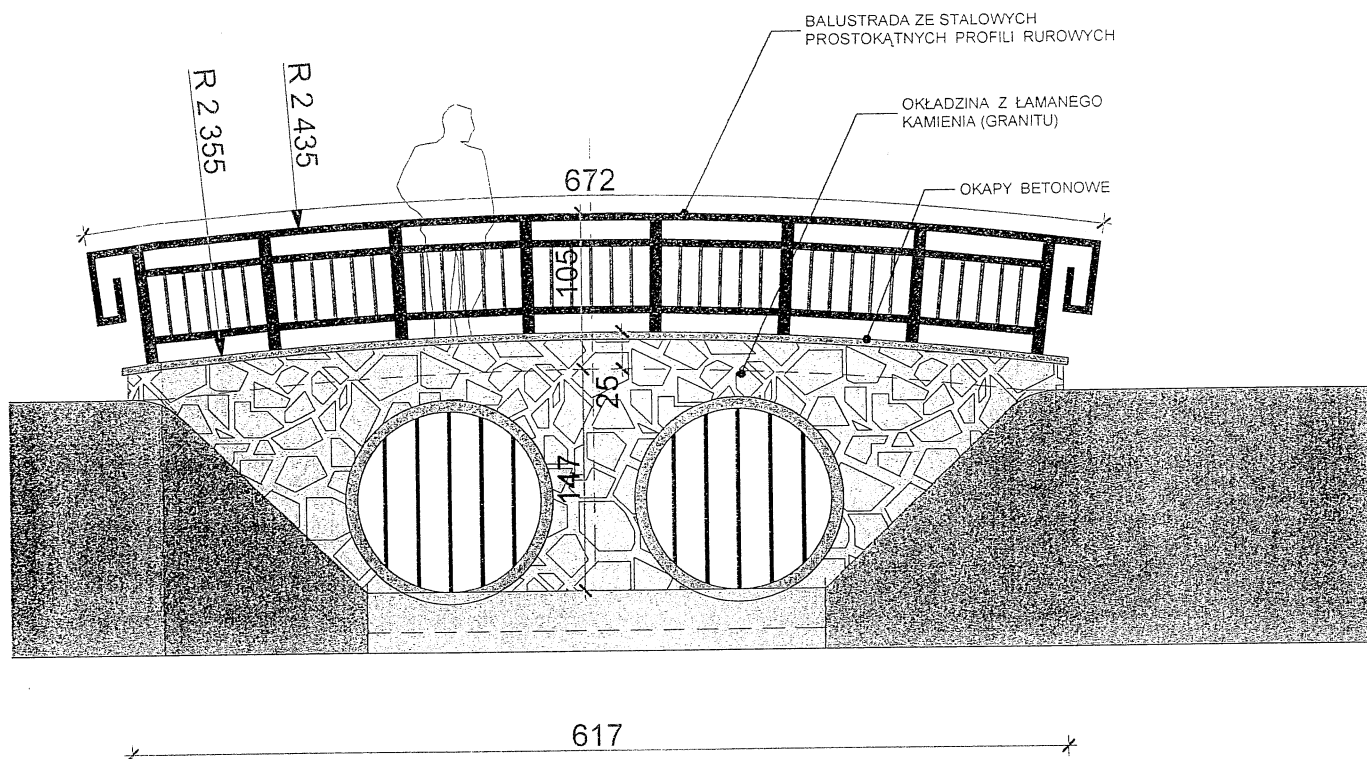 BALUSTRADA ZE STALOWYCH
PROSTOKĄTNYCH PROFILI RUROWYCH
OKŁADZINA Z ŁAMANEGO
KAMIENIA (GRANITU)
OKAPY BETONOWE
R 2 355
R 2 435
672
105
25
147
617